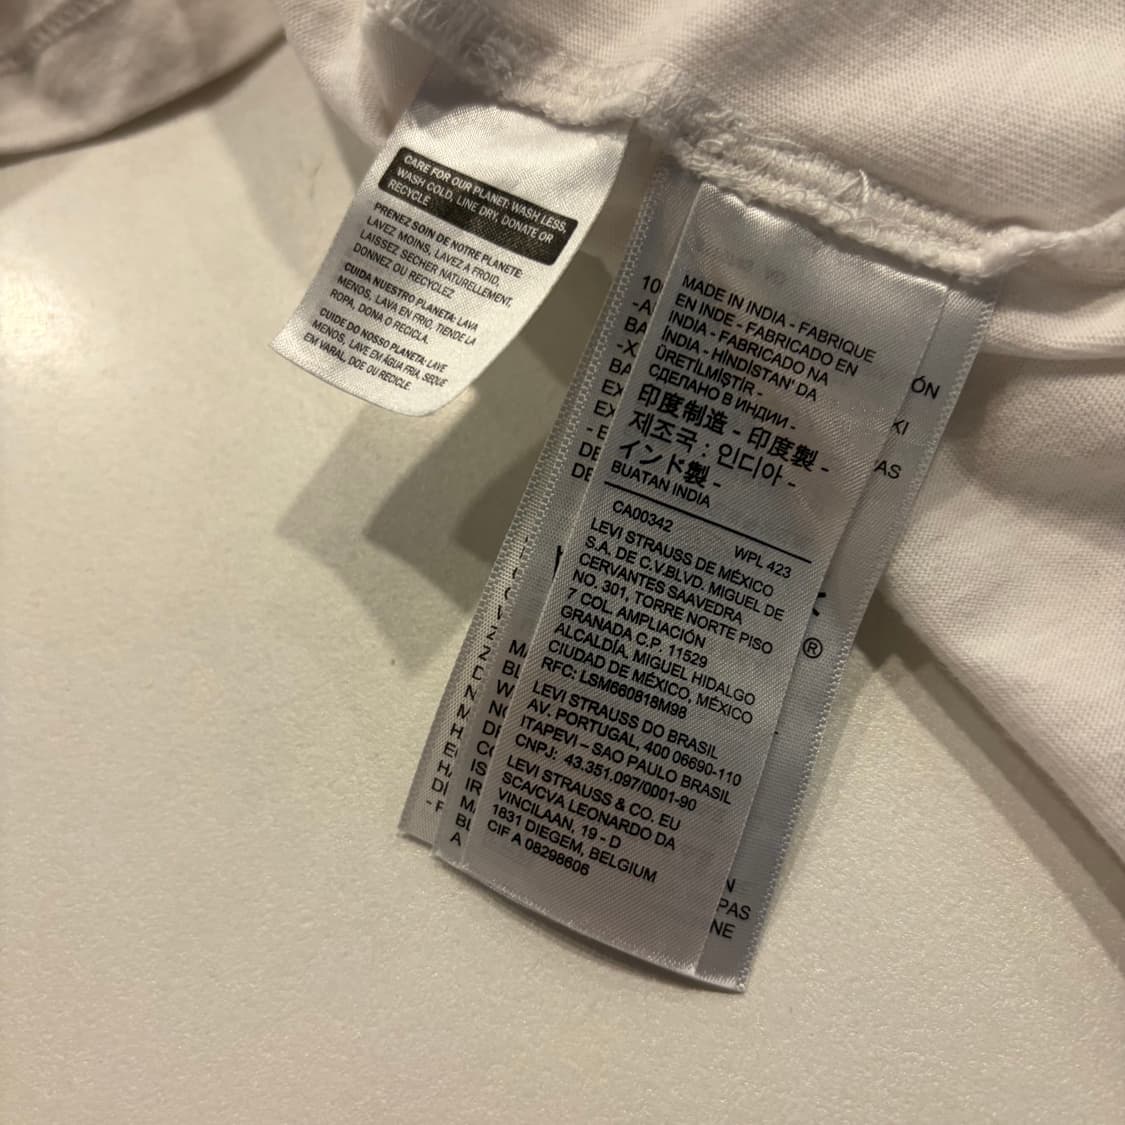 CARE FOR OUR PLANET: WASH LESS,
WASH COLD, LINE DRY, DONATE OR
RECYCLE
PRENEZ SOIN DE NOTRE PLANETE
LAVEZ MOINS, LAVEZ À FROID,
LAISSEZ SECHER NATURELLEMENT,
DONNEZ OU RECYCLEZ
CUIDA NUESTRO PLANETA: LAVA
MENOS, LAVA EN FRIO, TIENDE LA
ROPA, DONA O RECICLA.
CUIDE DO NOSSO PLANETA: LAVE
MENOS, LAVE EM ÁGUA FRIA, SEQUE
EM VARAL, DOE OU RECICLE.
MADE IN INDIA - FABRIQUE
EN INDE - FABRICADO EN
INDIA - FABRICADO NA
ÍNDIA - HİNDİSTAN' DA
ÜRETİLMİŞTİR -
СДЕЛАНО В ИНДИИ -
印度制造 - 印度製 -
제조국 : 인디아 -
インド製 -
BUATAN INDIA
CA00342 WPL 423
LEVI STRAUSS DE MÉXICO
S.A. DE C.V.BLVD. MIGUEL DE
CERVANTES SAAVEDRA
NO. 301, TORRE NORTE PISO
7 COL. AMPLIACIÓN
GRANADA C.P. 11529
ALCALDÍA. MIGUEL HIDALGO
CIUDAD DE MÉXICO, MÉXICO
RFC: LSM660818M98
LEVI STRAUSS DO BRASIL
AV. PORTUGAL, 400 06690-110
ITAPEVI – SAO PAULO BRASIL
CNPJ: 43.351.097/0001-90
LEVI STRAUSS & CO. EU
SCA/CVA LEONARDO DA
VINCILAAN, 19 - D
1831 DIEGEM, BELGIUM
CIF A 08298606